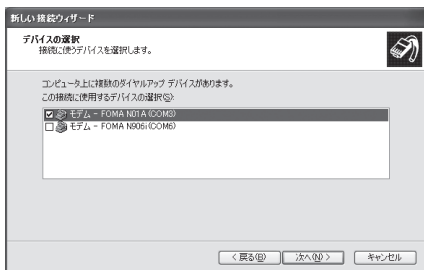 新しい接続ウィザード
デバイスの選択
接続に使うデバイスを選択します。
コンピュータ上に複数のダイヤルアップ デバイスがあります。
この接続に使用するデバイスの選択(S):
モデム - FOMA N01A (COM3)
モデム - FOMA N906i (COM6)
< 戻る(B)
次へ(N) >
キャンセル